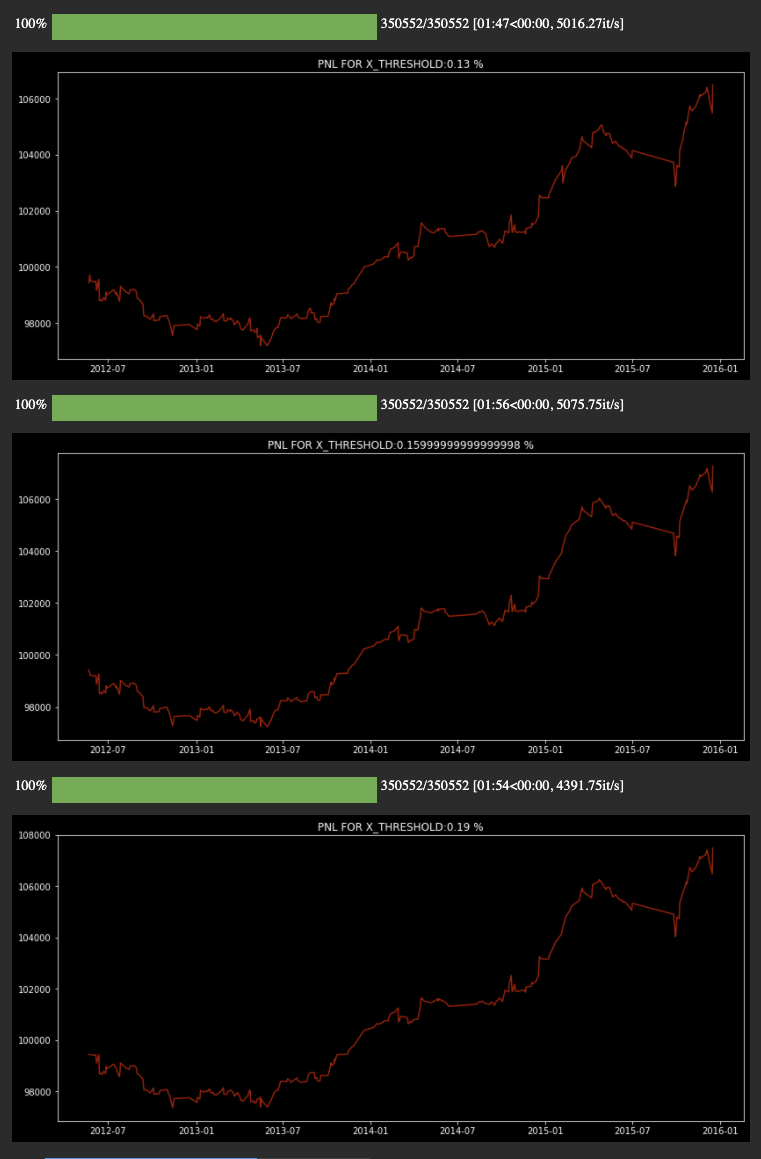 100% 350552/350552 [01:47<00:00, 5016.27it/s]
PNL FOR X_THRESHOLD:0.13 %
106000
104000
102000
100000
98000
2012-07 2013-01 2013-07 2014-01 2014-07 2015-01 2015-07 2016-01
100% 350552/350552 [01:56<00:00, 5075.75it/s]
PNL FOR X_THRESHOLD:0.15999999999999998 %
106000
104000
102000
100000
98000
2012-07 2013-01 2013-07 2014-01 2014-07 2015-01 2015-07 2016-01
100% 350552/350552 [01:54<00:00, 4391.75it/s]
PNL FOR X_THRESHOLD:0.19 %
108000
106000
104000
102000
100000
98000
2012-07 2013-01 2013-07 2014-01 2014-07 2015-01 2015-07 2016-01